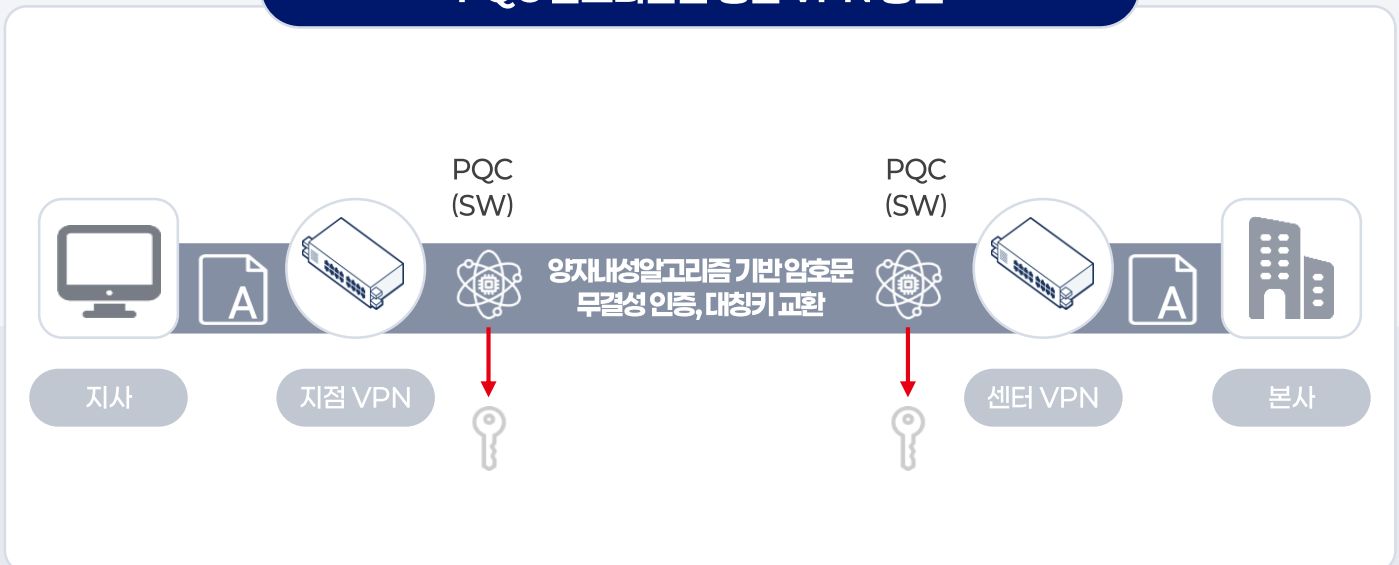 PQC
(SW)
PQC
(SW)
양자내성알고리즘 기반 암호문
무결성 인증, 대칭키 교환
A
A
지사
지점 VPN
센터 VPN
본사